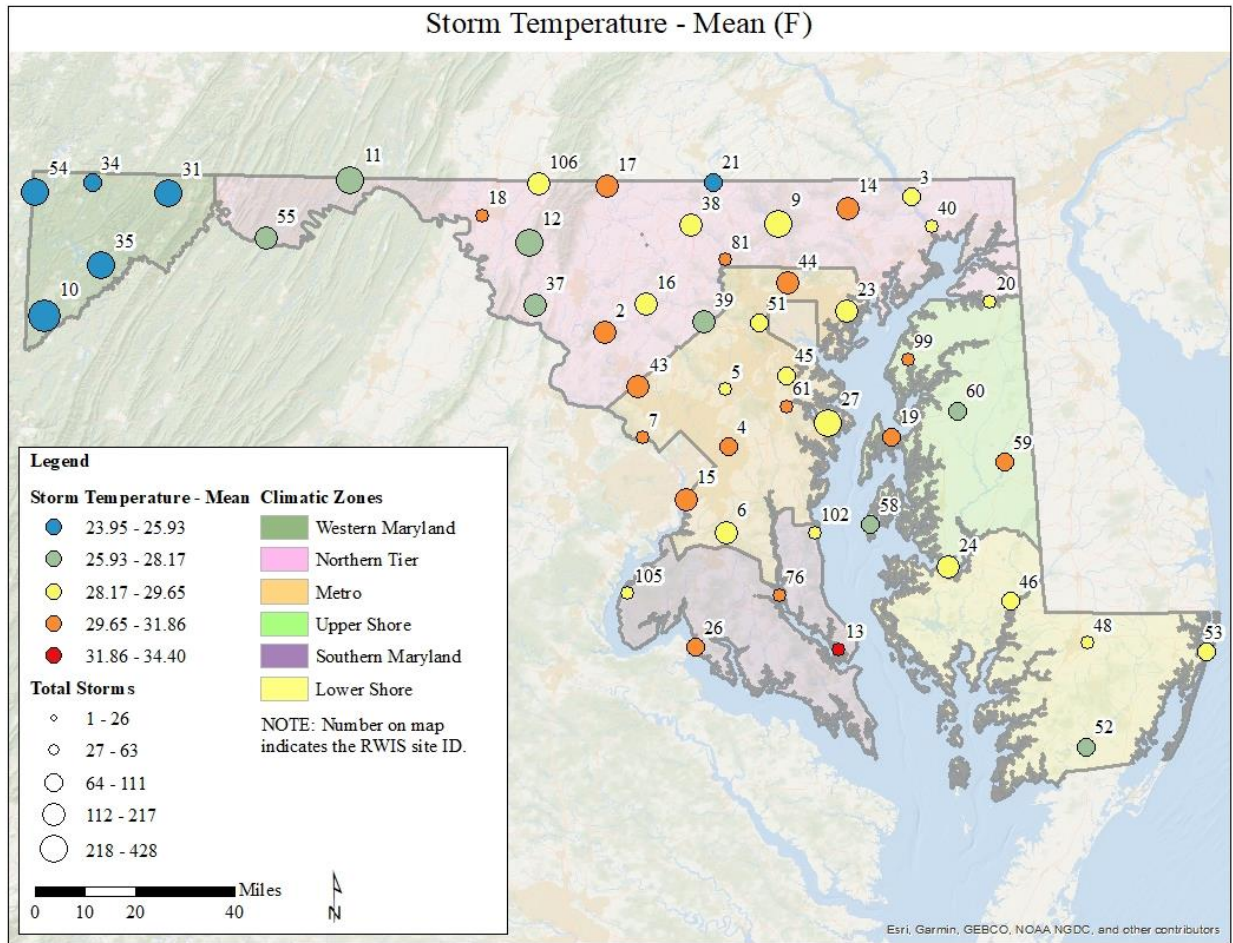 Storm Temperature - Mean (F)
54
34
31
11
106
17
21
3
14
9
18
38
40
12
55
81
35
44
20
10
37
16
39
51
23
2
99
43
5
45
61
60
27
7
4
19
59
15
6
102
58
24
105
76
46
26
13
48
53
52
Legend
Storm Temperature - Mean
23.95 - 25.93
25.93 - 28.17
28.17 - 29.65
29.65 - 31.86
31.86 - 34.40
Total Storms
1 - 26
27 - 63
64 - 111
112 - 217
218 - 428
Climatic Zones
Western Maryland
Northern Tier
Metro
Upper Shore
Southern Maryland
Lower Shore
NOTE: Number on map
indicates the RWIS site ID.
Miles
0 10 20 40
N
Esri, Garmin, GEBCO, NOAA NGDC, and other contributors